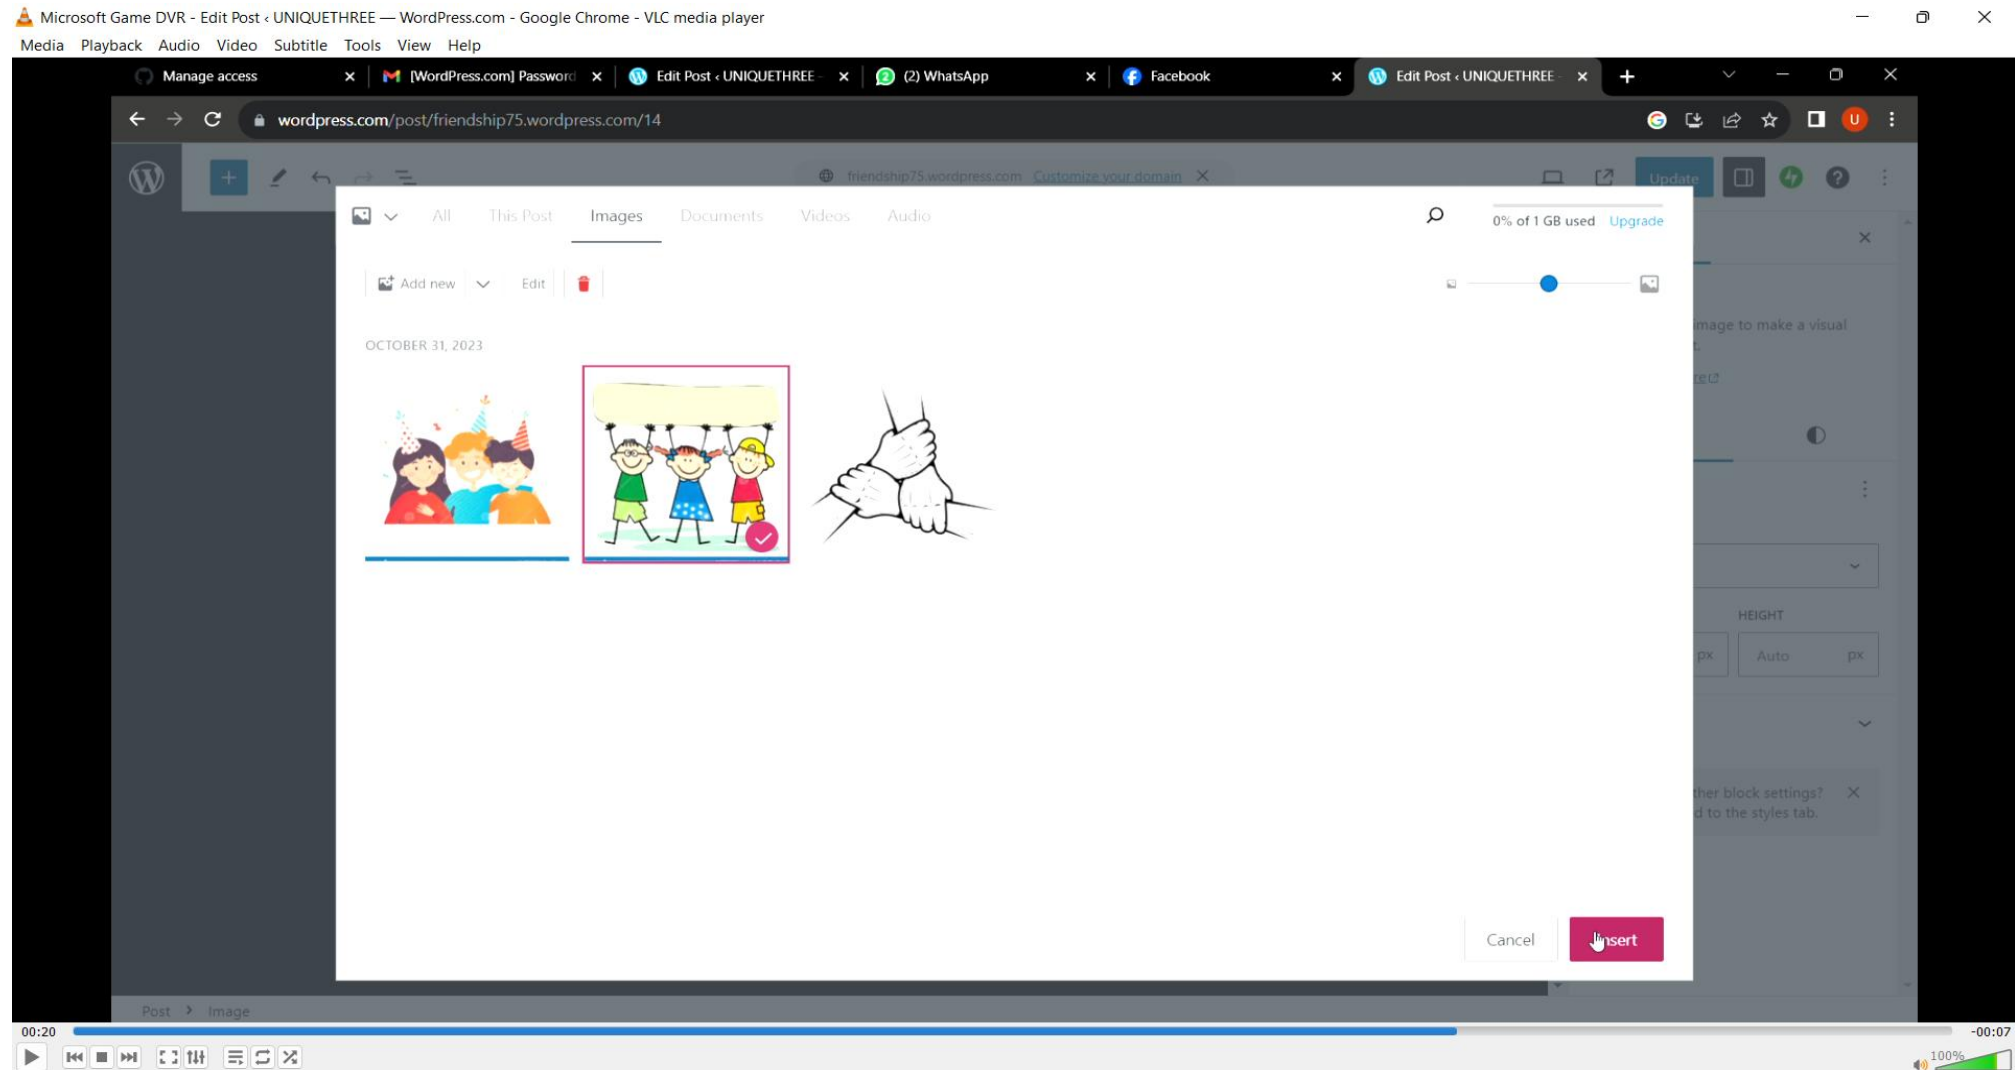 Microsoft Game DVR - Edit Post ‹ UNIQUETHREE — WordPress.com - Google Chrome - VLC media player
Media Playback Audio Video Subtitle Tools View Help
Manage access
[WordPress.com] Password
Edit Post ‹ UNIQUETHREE
(2) WhatsApp
Facebook
Edit Post ‹ UNIQUETHREE
wordpress.com/post/friendship75.wordpress.com/14
U
friendship75.wordpress.com Customize your domain
Update
All This Post Images Documents Videos Audio
0% of 1 GB used Upgrade
Add new Edit
image to make a visual
OCTOBER 31, 2023
HEIGHT
px Auto px
block settings?
d to the styles tab.
Cancel
Post > Image
00:20
-00:07
100%